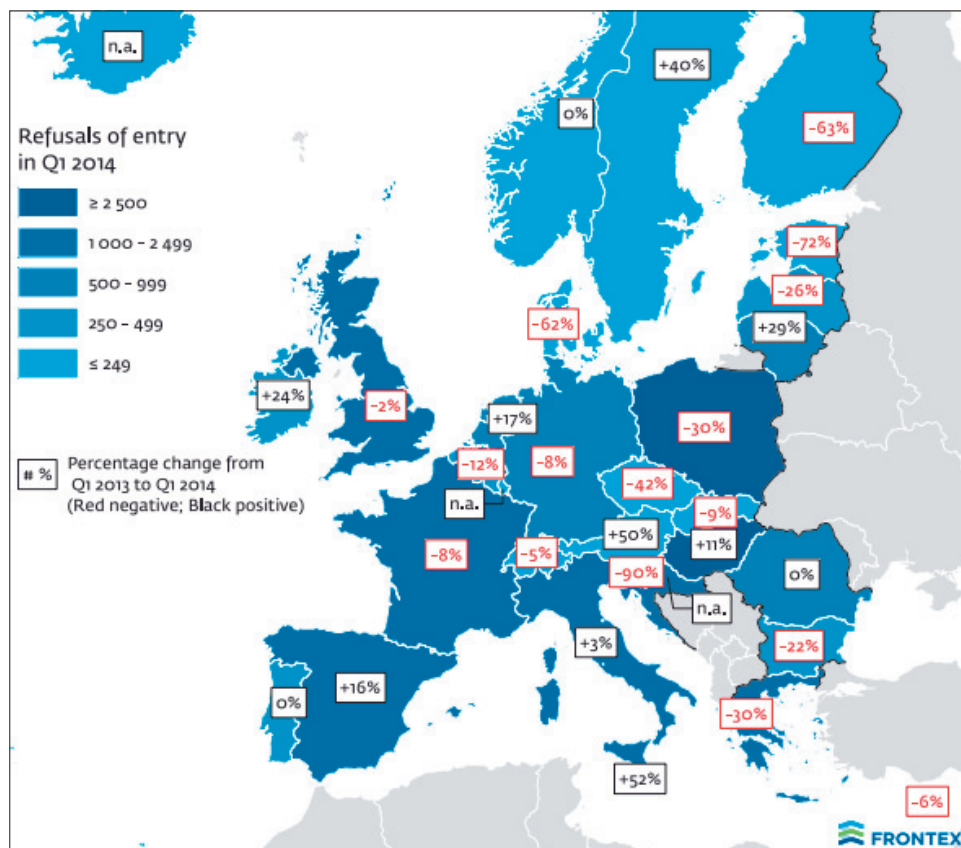 n.a.
+40%
0%
-63%
Refusals of entry
in Q1 2014
≥ 2 500
1 000 – 2 499
500 – 999
250 – 499
≤ 249
-72%
-26%
+29%
-62%
+24%
-2%
+17%
-30%
-12%
-8%
# %
Percentage change from
Q1 2013 to Q1 2014
(Red negative; Black positive)
n.a.
-42%
-9%
-8%
-5%
+50%
+11%
-90%
0%
n.a.
+3%
-22%
0%
+16%
-30%
+52%
-6%
FRONTEX